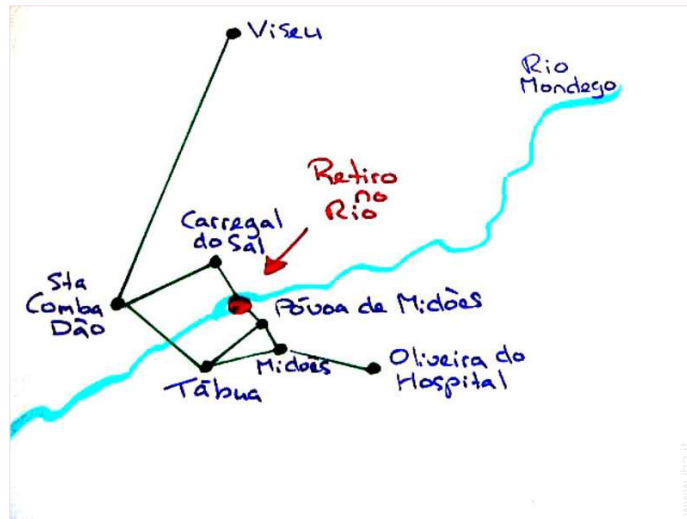 Viseu
Rio
Mondego
Retiro
no
Rio
Carregal
do Sal
Sta
Comba
Dão
Póvoa de Midões
Midões
Oliveira do
Hospital
Tábua